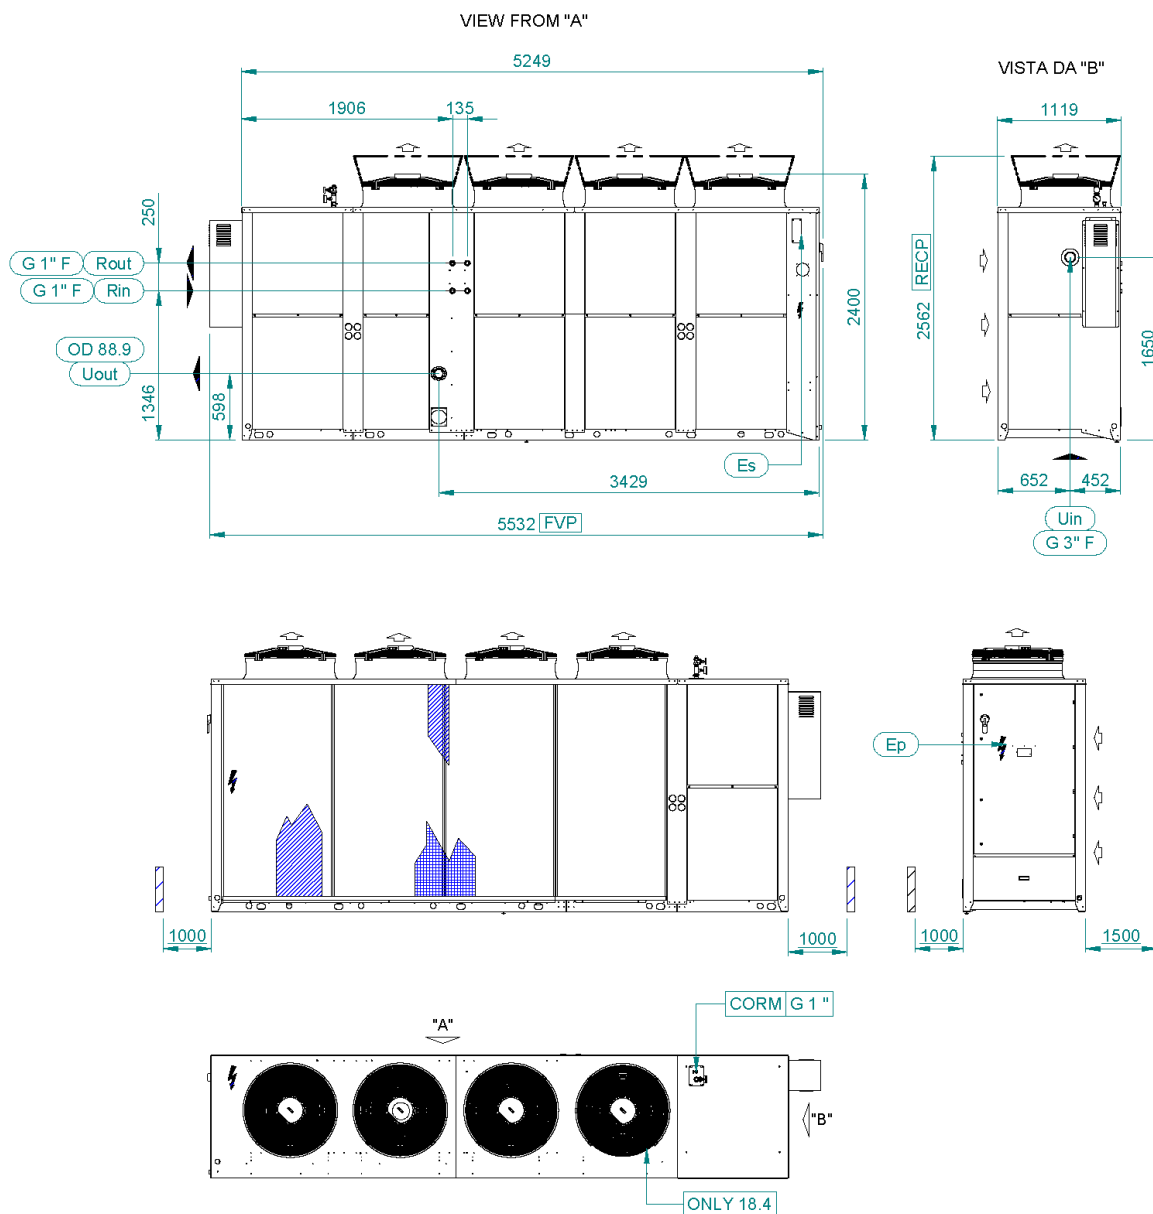 VIEW FROM "A"
5249
VISTA DA "B"
1906
135
1119
250
G 1" F
Rout
G 1" F
Rin
OD 88.9
Uout
1346
598
2400
2562
RECP
1650
Es
3429
5532
FVP
652
452
Uin
G 3" F
Ep
1000
1000
1000
1500
CORM
G 1 "
"A"
"B"
ONLY 18.4